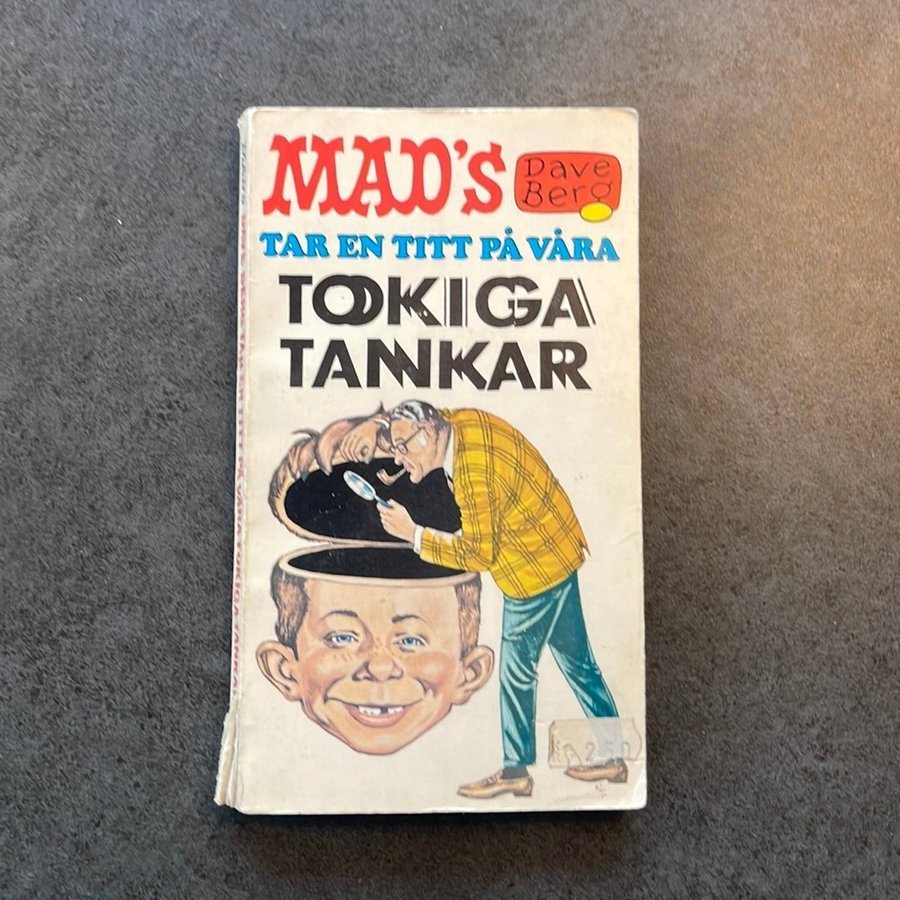 MAD'S
Dave
Berg
TAR EN TITT PÅ VÅRA
TOKIGA
TANKAR